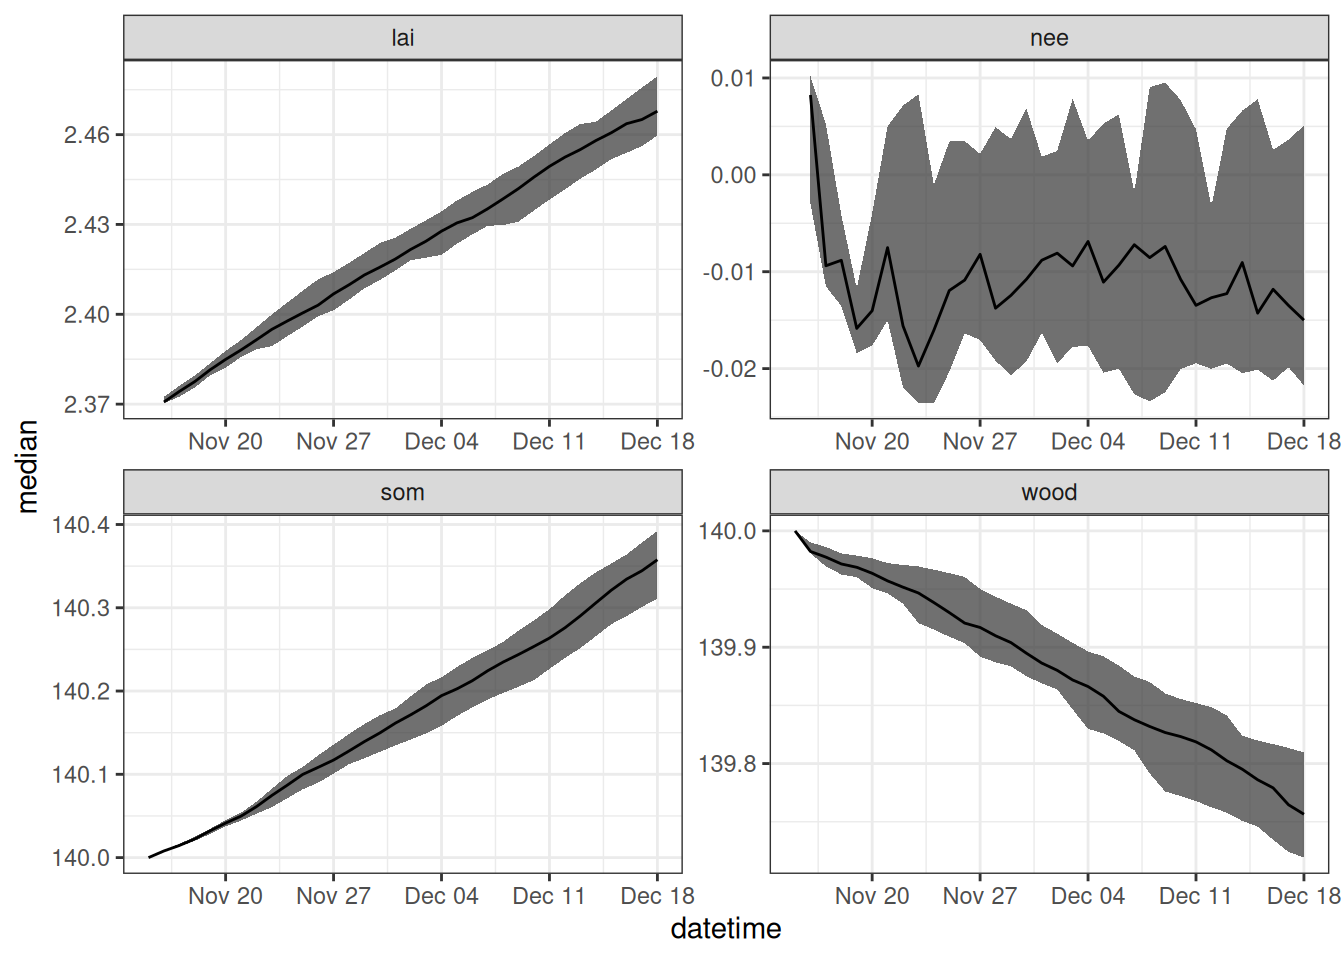 lai
nee
2.46
2.43
2.40
2.37
0.01
0.00
-0.01
-0.02
Nov 20 Nov 27 Dec 04 Dec 11 Dec 18
Nov 20 Nov 27 Dec 04 Dec 11 Dec 18
median
som
wood
140.4
140.3
140.2
140.1
140.0
140.0
139.9
139.8
Nov 20 Nov 27 Dec 04 Dec 11 Dec 18
Nov 20 Nov 27 Dec 04 Dec 11 Dec 18
datetime